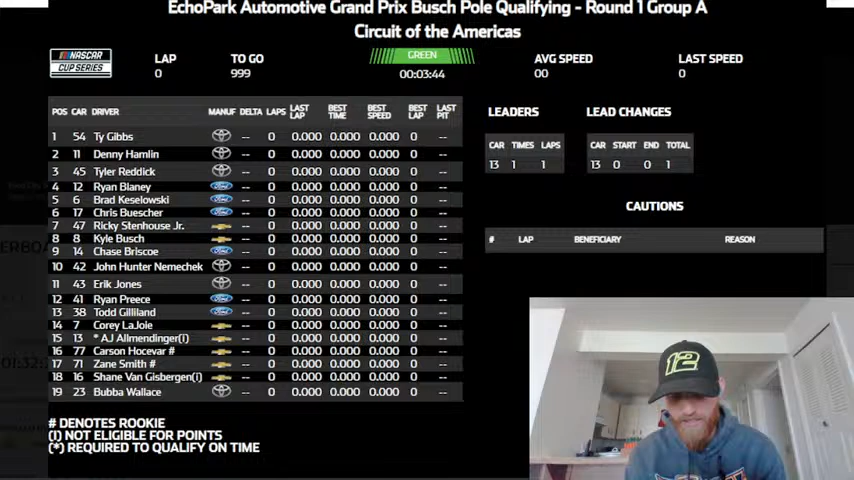 EchoPark Automotive Grand Prix Busch Pole Qualifying - Round 1 Group A
Circuit of the Americas
NASCAR
CUP SERIES
LAP
0
TO GO
999
GREEN
00:03:44
AVG SPEED
00
LAST SPEED
0
POS CAR DRIVER MANUF DELTA LAPS LAST LAP BEST TIME BEST SPEED BEST LAP LAST PIT
1 54 Ty Gibbs -- 0 0.000 0.000 0.000 0 --
2 11 Denny Hamlin -- 0 0.000 0.000 0.000 0 --
3 45 Tyler Reddick -- 0 0.000 0.000 0.000 0 --
4 12 Ryan Blaney Ford -- 0 0.000 0.000 0.000 0 --
5 6 Brad Keselowski Ford -- 0 0.000 0.000 0.000 0 --
6 17 Chris Buescher Ford -- 0 0.000 0.000 0.000 0 --
7 47 Ricky Stenhouse Jr. -- 0 0.000 0.000 0.000 0 --
8 8 Kyle Busch -- 0 0.000 0.000 0.000 0 --
9 14 Chase Briscoe Ford -- 0 0.000 0.000 0.000 0 --
10 42 John Hunter Nemechek -- 0 0.000 0.000 0.000 0 --
11 43 Erik Jones -- 0 0.000 0.000 0.000 0 --
12 41 Ryan Preece Ford -- 0 0.000 0.000 0.000 0 --
13 38 Todd Gilliland Ford -- 0 0.000 0.000 0.000 0 --
14 7 Corey LaJoie -- 0 0.000 0.000 0.000 0 --
15 13 * AJ Allmendinger(i) -- 0 0.000 0.000 0.000 0 --
16 77 Carson Hocevar # -- 0 0.000 0.000 0.000 0 --
17 71 Zane Smith # -- 0 0.000 0.000 0.000 0 --
18 16 Shane Van Gisbergen(i) -- 0 0.000 0.000 0.000 0 --
19 23 Bubba Wallace -- 0 0.000 0.000 0.000 0 --
# DENOTES ROOKIE
(i) NOT ELIGIBLE FOR POINTS
(*) REQUIRED TO QUALIFY ON TIME
LEADERS
CAR TIMES LAPS
13 1 1
LEAD CHANGES
CAR START END TOTAL
13 0 0 1
CAUTIONS
# LAP BENEFICIARY REASON
12